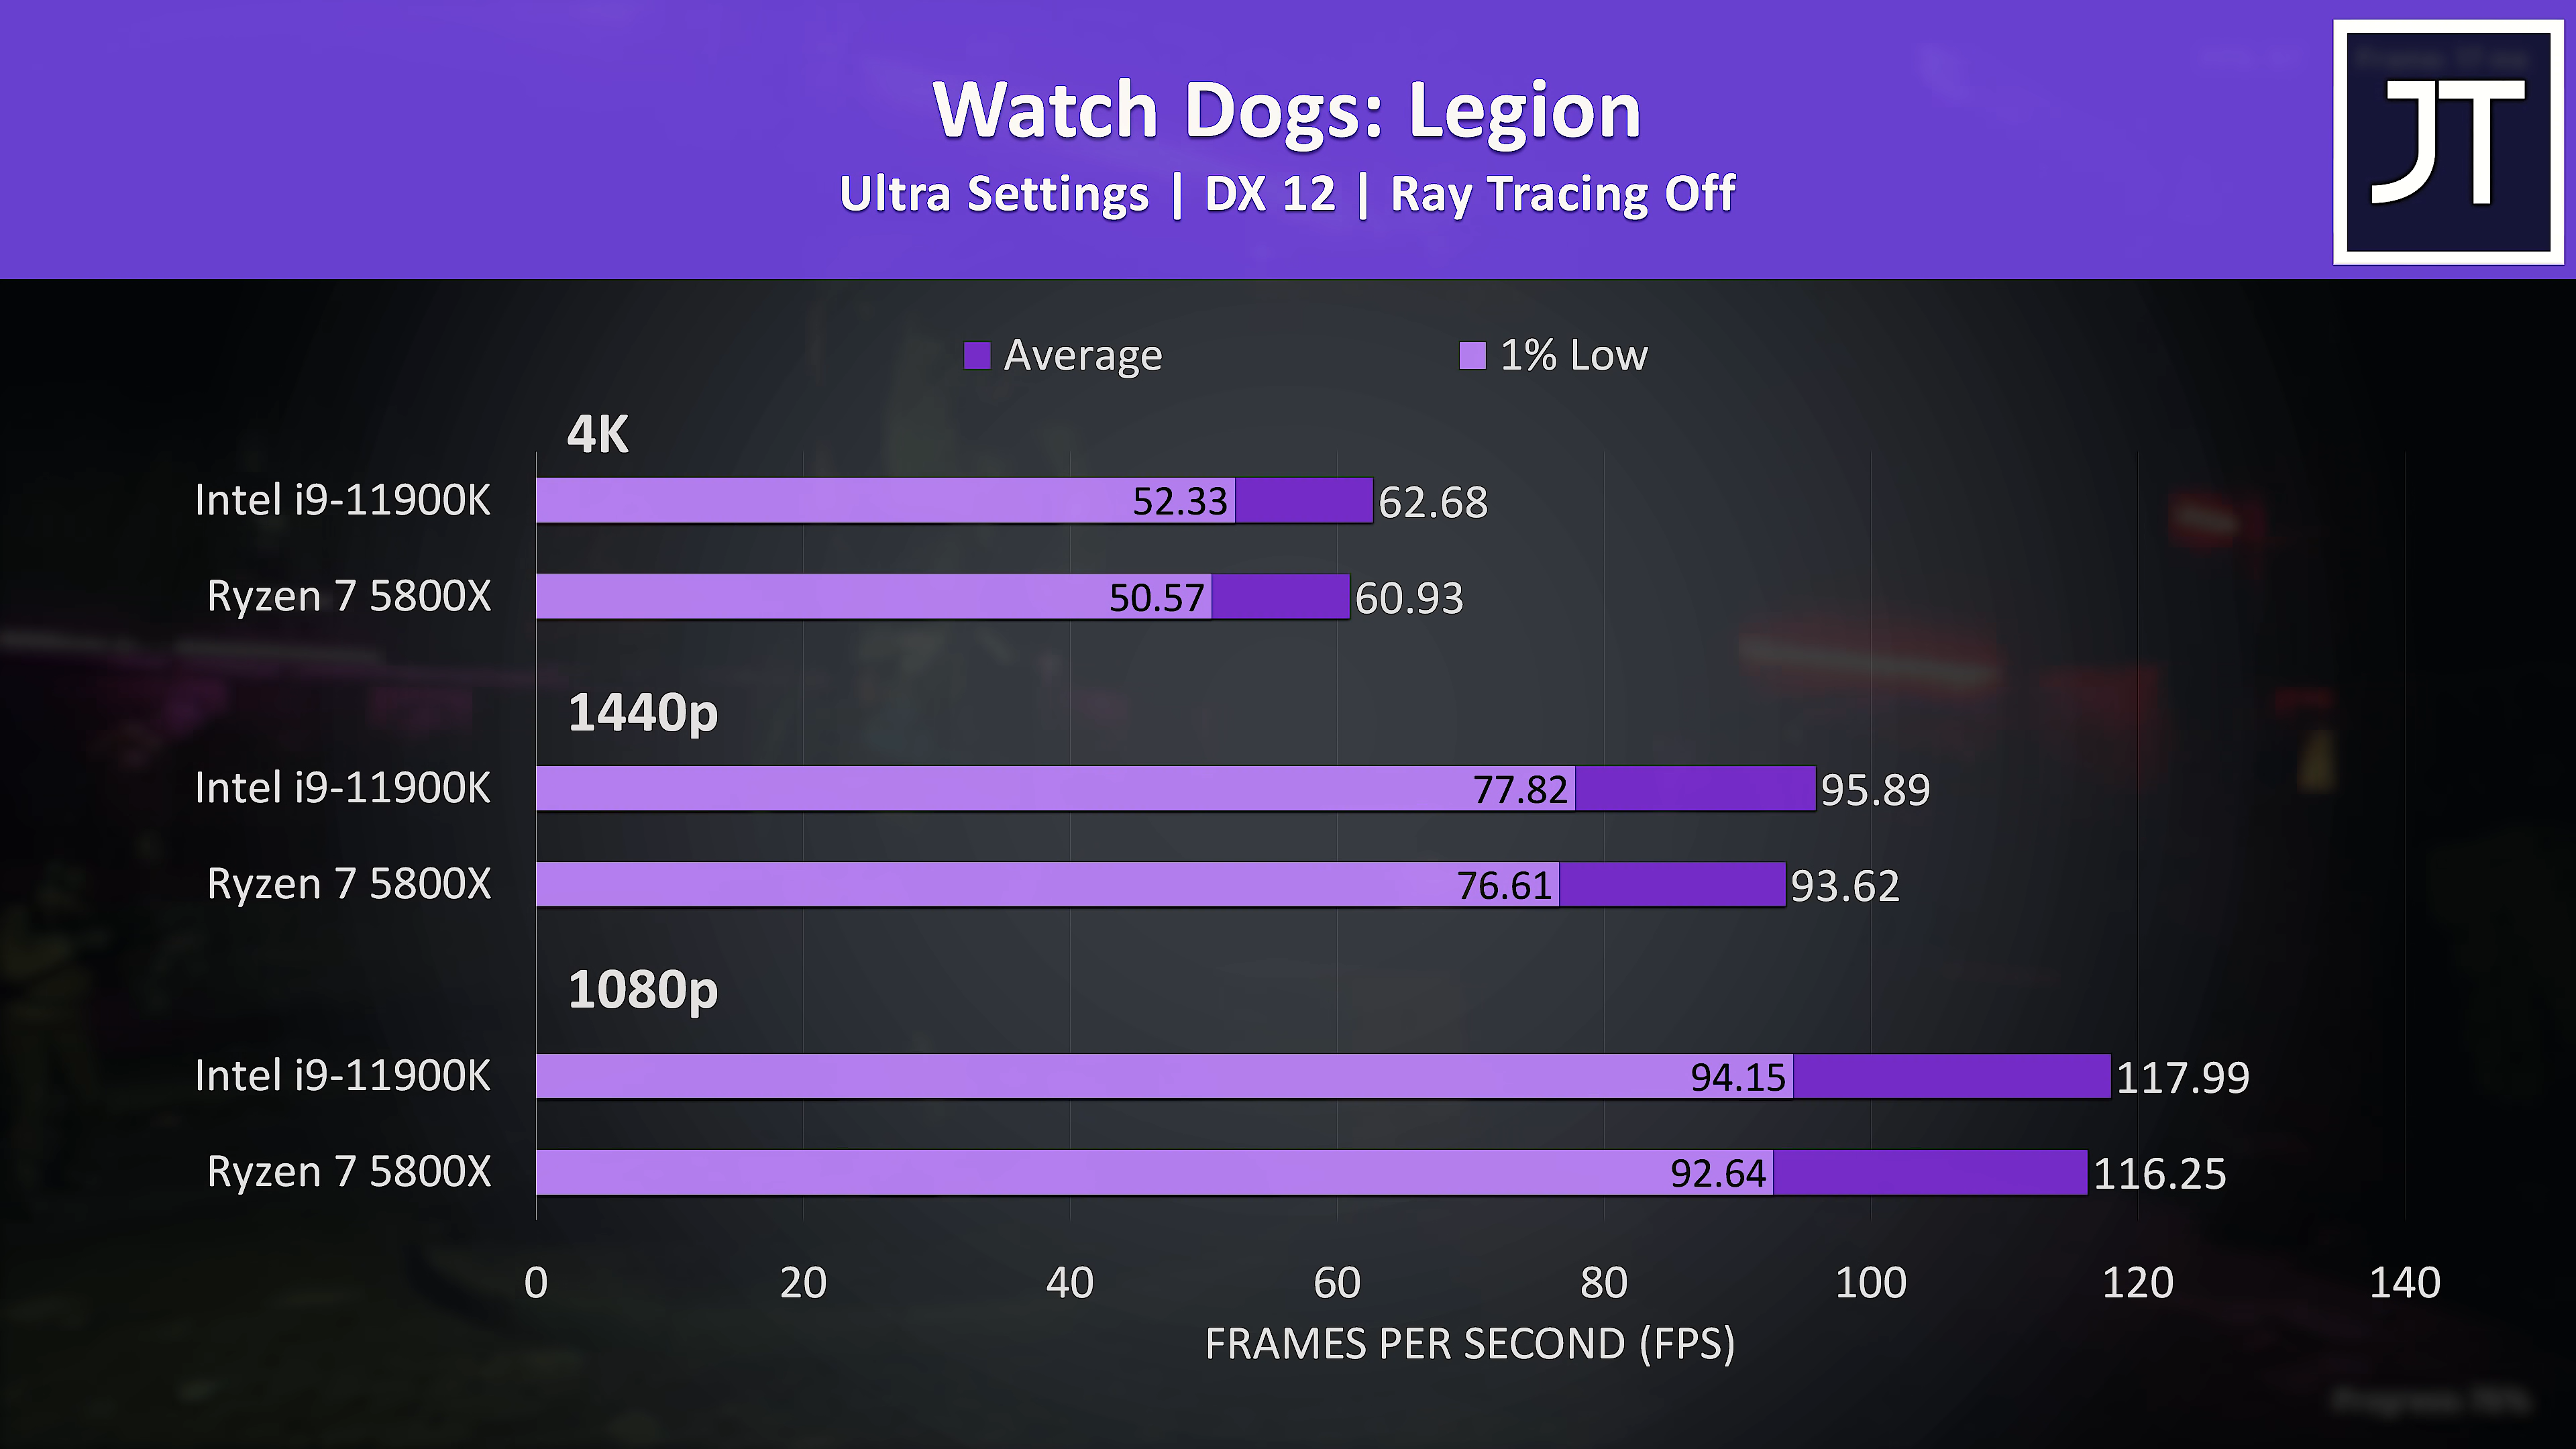 Watch Dogs: Legion
Ultra Settings | DX 12 | Ray Tracing Off
JT
Average
1% Low
4K
Intel i9-11900K
52.33
62.68
Ryzen 7 5800X
50.57
60.93
1440p
Intel i9-11900K
77.82
95.89
Ryzen 7 5800X
76.61
93.62
1080p
Intel i9-11900K
94.15
117.99
Ryzen 7 5800X
92.64
116.25
0 20 40 60 80 100 120 140
FRAMES PER SECOND (FPS)